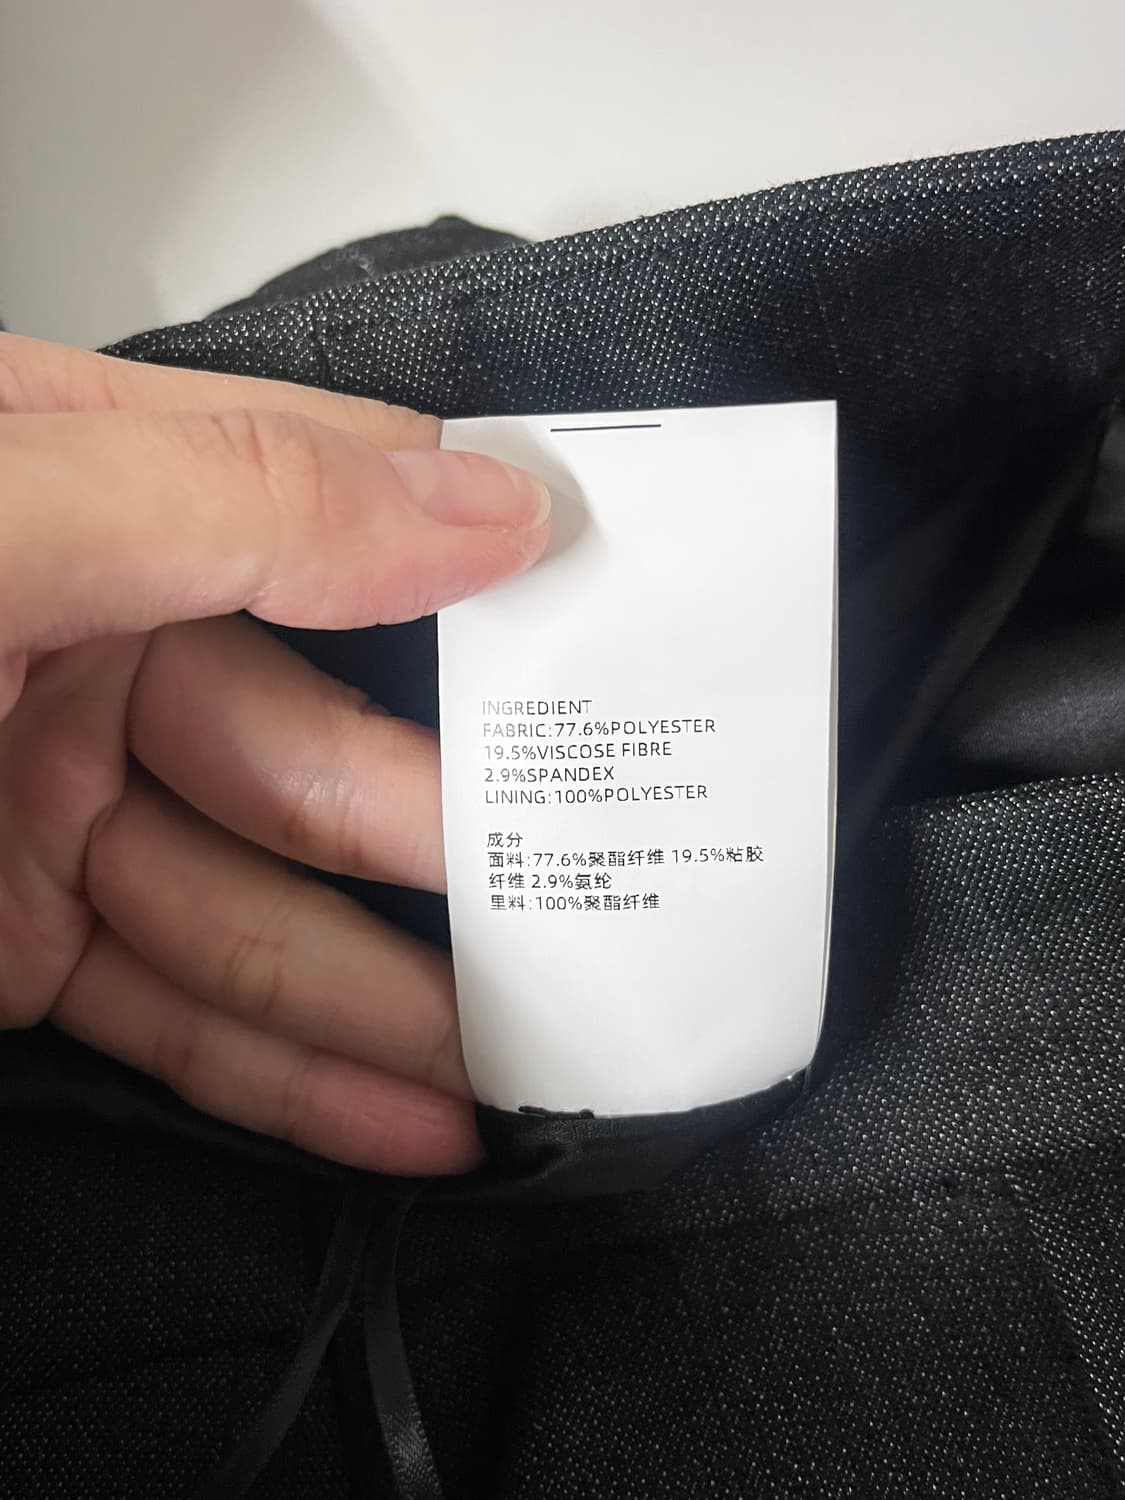 INGREDIENT
FABRIC:77.6%POLYESTER
19.5%VISCOSE FIBRE
2.9%SPANDEX
LINING:100%POLYESTER
成分
面料:77.6%聚酯纤维 19.5%粘胶
纤维 2.9%氨纶
里料:100%聚酯纤维